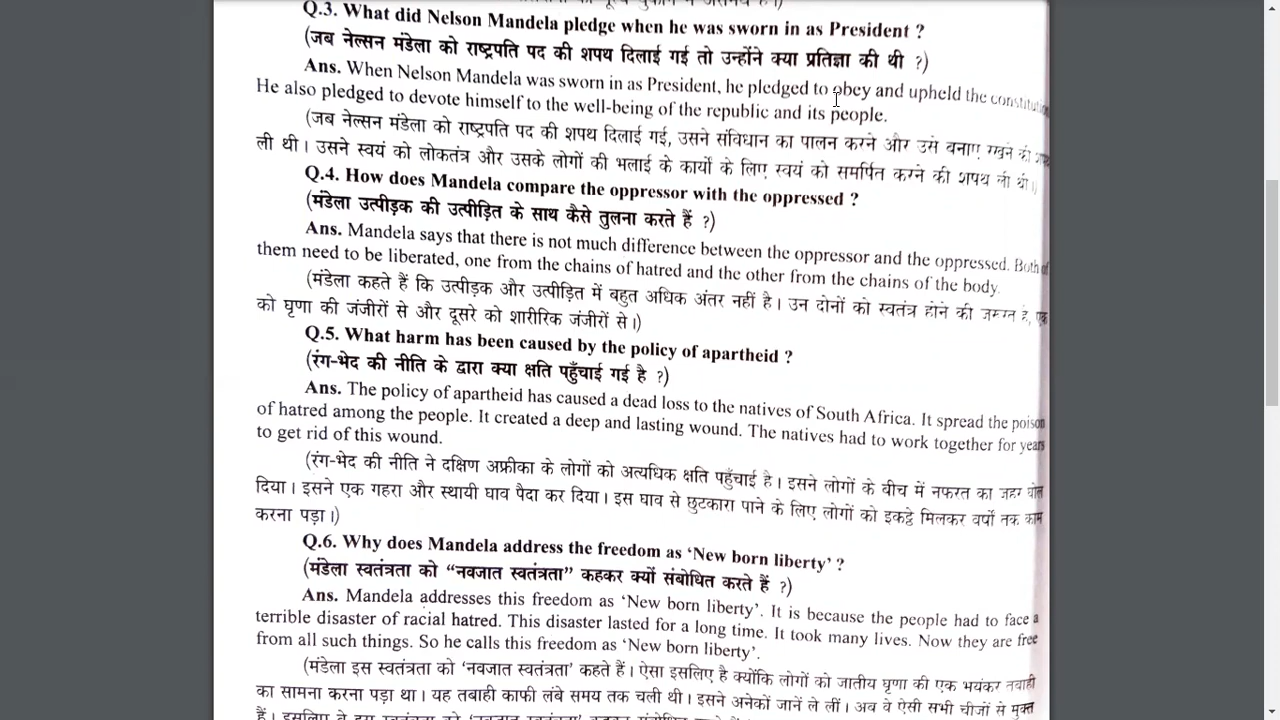 Q.3. What did Nelson Mandela pledge when he was sworn in as President ?
(जब नेल्सन मंडेला को राष्ट्रपति पद की शपथ दिलाई गई तो उन्होंने क्या प्रतिज्ञा की थी ?)
Ans. When Nelson Mandela was sworn in as President, he pledged to obey and upheld the constitution
He also pledged to devote himself to the well-being of the republic and its people.
(जब नेल्सन मंडेला को राष्ट्रपति पद की शपथ दिलाई गई, उसने संविधान का पालन करने और उसे बनाए रखने की शपथ
ली थी। उसने स्वयं को लोकतंत्र और उसके लोगों की भलाई के कार्यों के लिए स्वयं को समर्पित करने की शपथ ली थी।)
Q.4. How does Mandela compare the oppressor with the oppressed ?
(मंडेला उत्पीड़क की उत्पीड़ित के साथ कैसे तुलना करते हैं ?)
Ans. Mandela says that there is not much difference between the oppressor and the oppressed. Both of
them need to be liberated, one from the chains of hatred and the other from the chains of the body.
(मंडेला कहते हैं कि उत्पीड़क और उत्पीड़ित में बहुत अधिक अंतर नहीं है। उन दोनों को स्वतंत्र होने की जरूरत है, एक
को घृणा की जंजीरों से और दूसरे को शारीरिक जंजीरों से।)
Q.5. What harm has been caused by the policy of apartheid ?
(रंग-भेद की नीति के द्वारा क्या क्षति पहुँचाई गई है ?)
Ans. The policy of apartheid has caused a dead loss to the natives of South Africa. It spread the poison
of hatred among the people. It created a deep and lasting wound. The natives had to work together for years
to get rid of this wound.
(रंग-भेद की नीति ने दक्षिण अफ्रीका के लोगों को अत्यधिक क्षति पहुँचाई है। इसने लोगों के बीच में नफरत का जहर घोल
दिया। इसने एक गहरा और स्थायी घाव पैदा कर दिया। इस घाव से छुटकारा पाने के लिए लोगों को इकट्ठे मिलकर वर्षों तक काम
करना पड़ा।)
Q.6. Why does Mandela address the freedom as ‘New born liberty’ ?
(मंडेला स्वतंत्रता को “नवजात स्वतंत्रता” कहकर क्यों संबोधित करते हैं ?)
Ans. Mandela addresses this freedom as ‘New born liberty’. It is because the people had to face a
terrible disaster of racial hatred. This disaster lasted for a long time. It took many lives. Now they are free
from all such things. So he calls this freedom as ‘New born liberty’.
(मंडेला इस स्वतंत्रता को ‘नवजात स्वतंत्रता’ कहते हैं। ऐसा इसलिए है क्योंकि लोगों को जातीय घृणा की एक भयंकर तबाही
का सामना करना पड़ा था। यह तबाही काफी लंबे समय तक चली थी। इसने अनेकों जानें ले लीं। अब वे ऐसी सभी चीजों से मुक्त